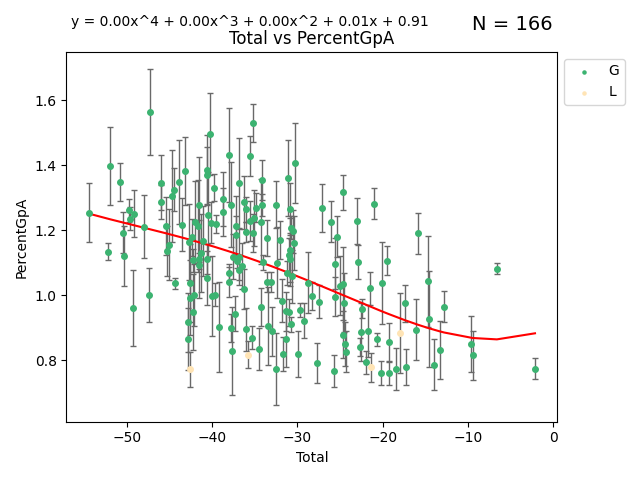 y = 0.00x^4 + 0.00x^3 + 0.00x^2 + 0.01x + 0.91
N = 166
Total vs PercentGpA
G
L
PercentGpA
1.6
1.4
1.2
1.0
0.8
−50
−40
−30
−20
−10
0
Total